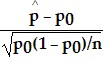 p̂ − p0
√p0(1 − p0)/n